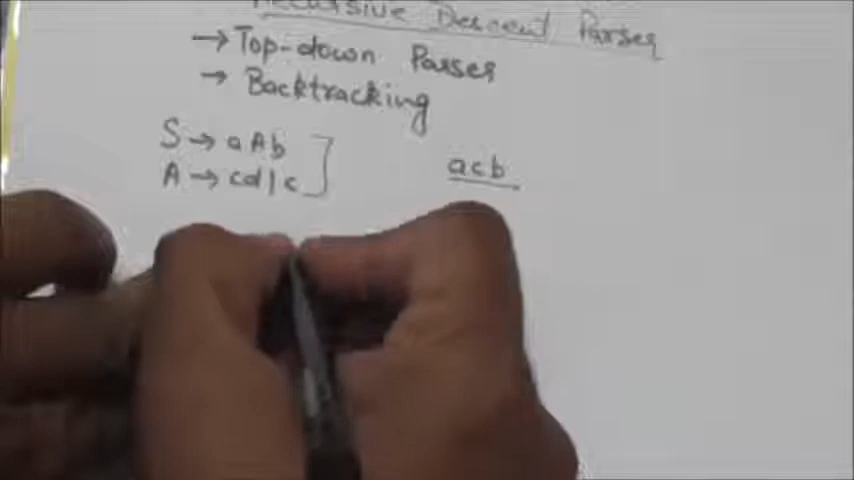 Recursive Descent Parser
→ Top-down Parser
→ Backtracking
S → aAb
A → cd|c
acb